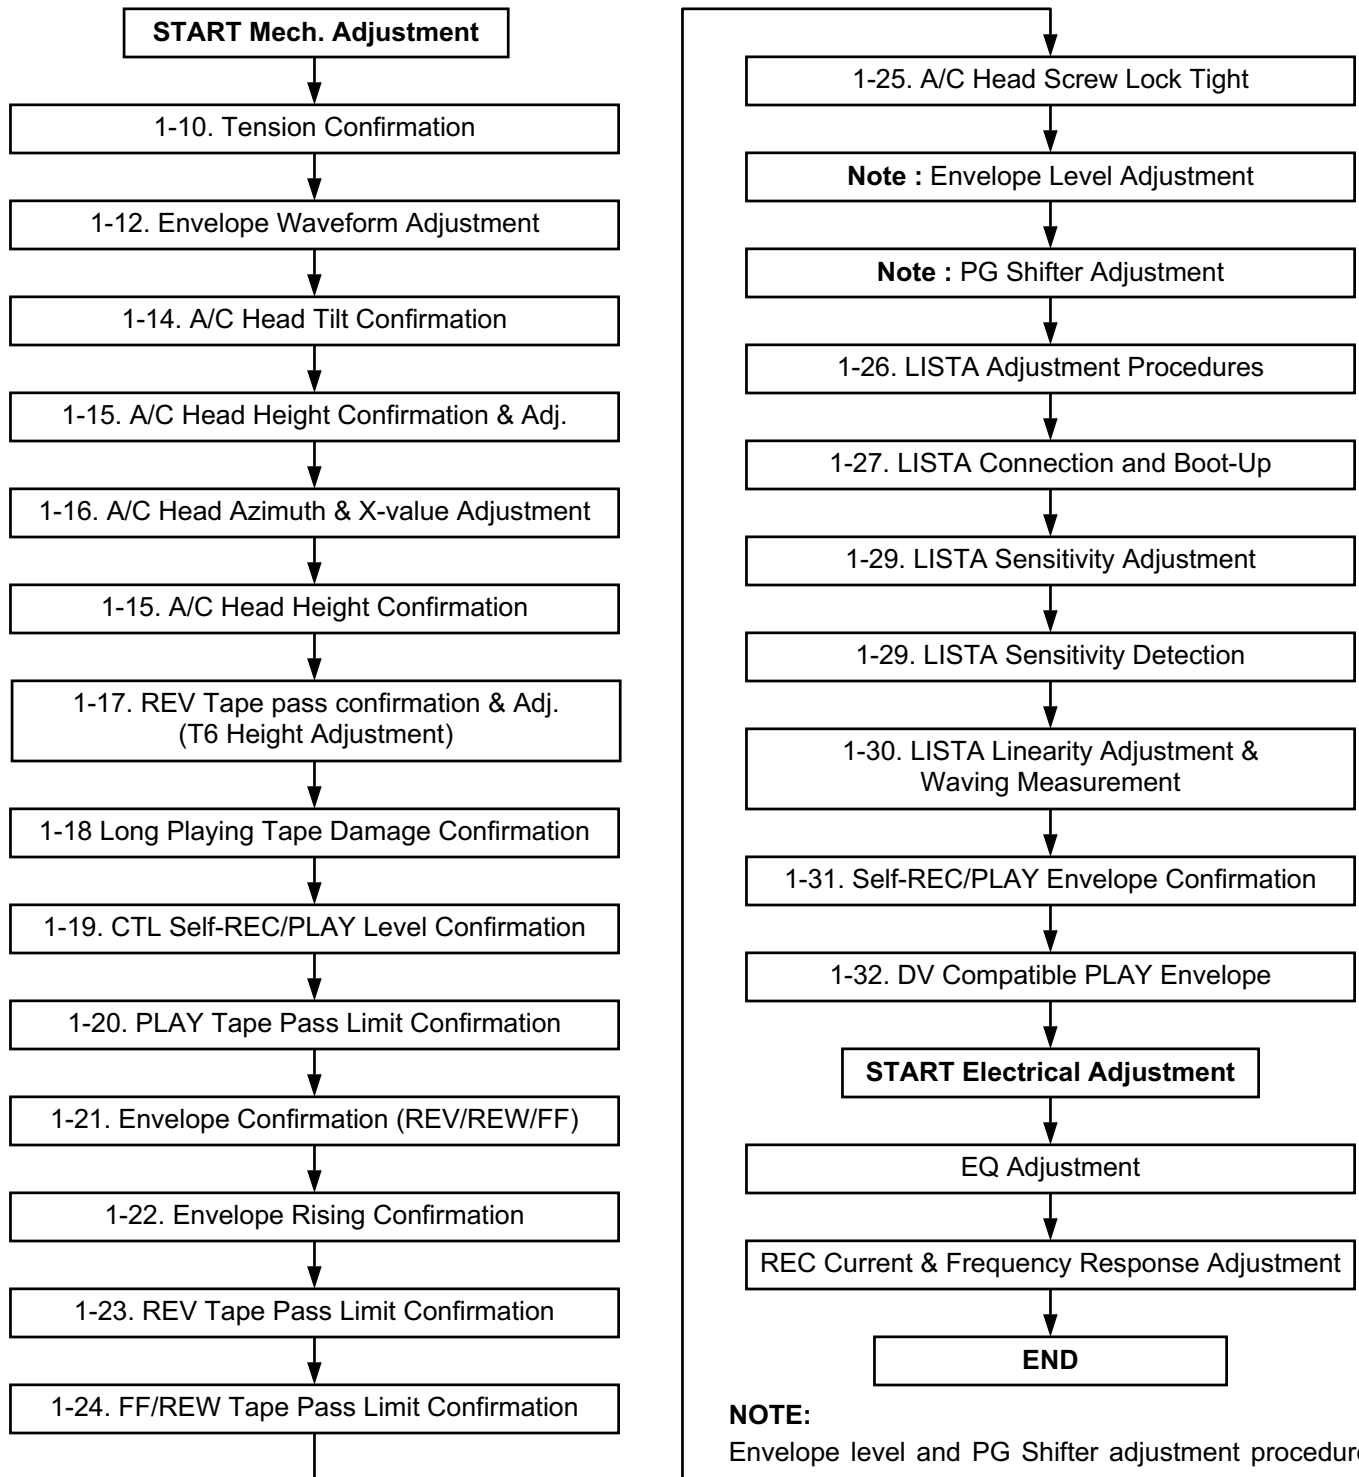 START Mech. Adjustment
1-10. Tension Confirmation
1-12. Envelope Waveform Adjustment
1-14. A/C Head Tilt Confirmation
1-15. A/C Head Height Confirmation & Adj.
1-16. A/C Head Azimuth & X-value Adjustment
1-15. A/C Head Height Confirmation
1-17. REV Tape pass confirmation & Adj.
(T6 Height Adjustment)
1-18 Long Playing Tape Damage Confirmation
1-19. CTL Self-REC/PLAY Level Confirmation
1-20. PLAY Tape Pass Limit Confirmation
1-21. Envelope Confirmation (REV/REW/FF)
1-22. Envelope Rising Confirmation
1-23. REV Tape Pass Limit Confirmation
1-24. FF/REW Tape Pass Limit Confirmation
1-25. A/C Head Screw Lock Tight
Note : Envelope Level Adjustment
Note : PG Shifter Adjustment
1-26. LISTA Adjustment Procedures
1-27. LISTA Connection and Boot-Up
1-29. LISTA Sensitivity Adjustment
1-29. LISTA Sensitivity Detection
1-30. LISTA Linearity Adjustment &
Waving Measurement
1-31. Self-REC/PLAY Envelope Confirmation
1-32. DV Compatible PLAY Envelope
START Electrical Adjustment
EQ Adjustment
REC Current & Frequency Response Adjustment
END
NOTE:
Envelope level and PG Shifter adjustment procedure